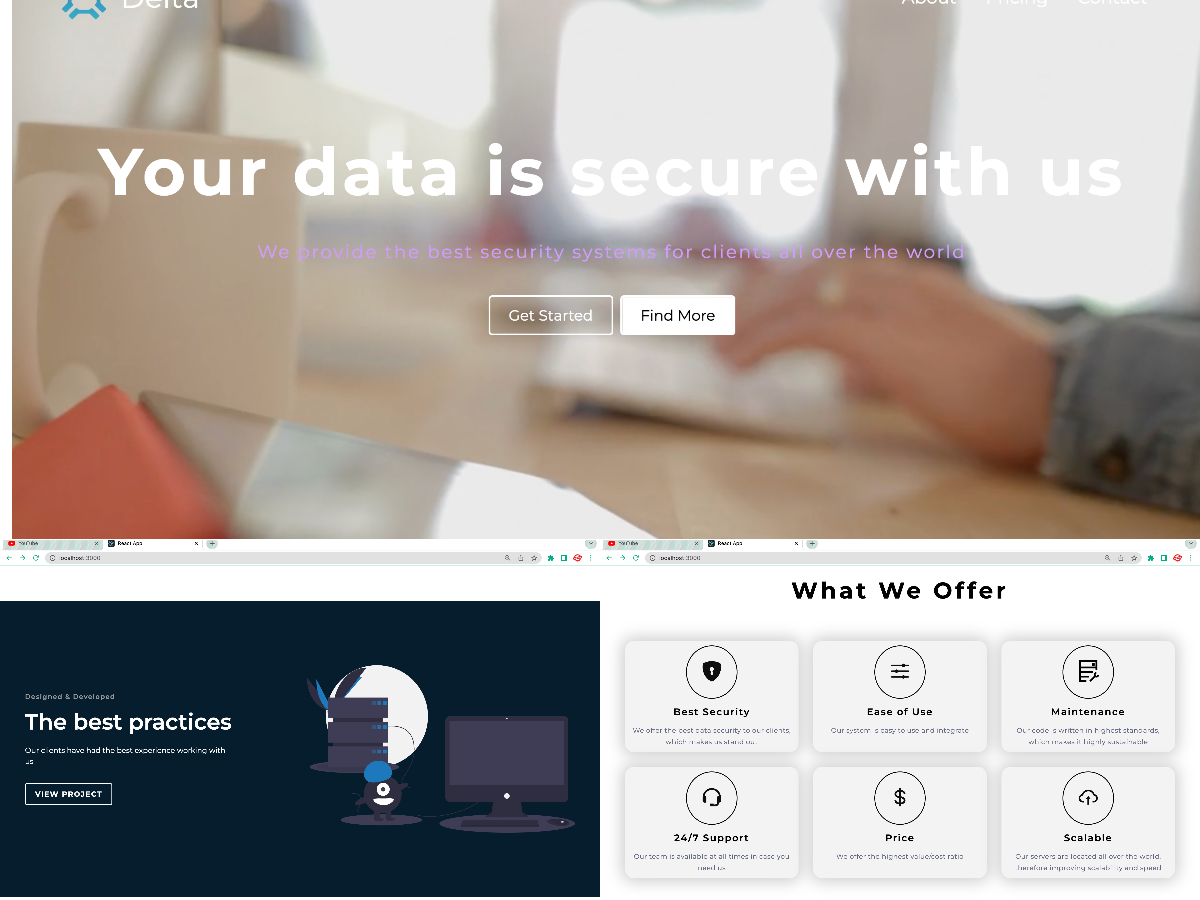 Delta
About Pricing Contact
Your data is secure with us
We provide the best security systems for clients all over the world
Get Started Find More
YouTube React App
localhost:3000
Designed & Developed
The best practices
Our clients have had the best experience working with
us
VIEW PROJECT
YouTube React App
localhost:3000
What We Offer
Best Security
We offer the best data security to our clients,
which makes us stand out
Ease of Use
Our system is easy to use and integrate
Maintenance
Our code is written in highest standards,
which makes it highly sustainable
24/7 Support
Our team is available at all times in case you
need us
Price
We offer the highest value/cost ratio
Scalable
Our servers are located all over the world,
therefore improving scalability and speed